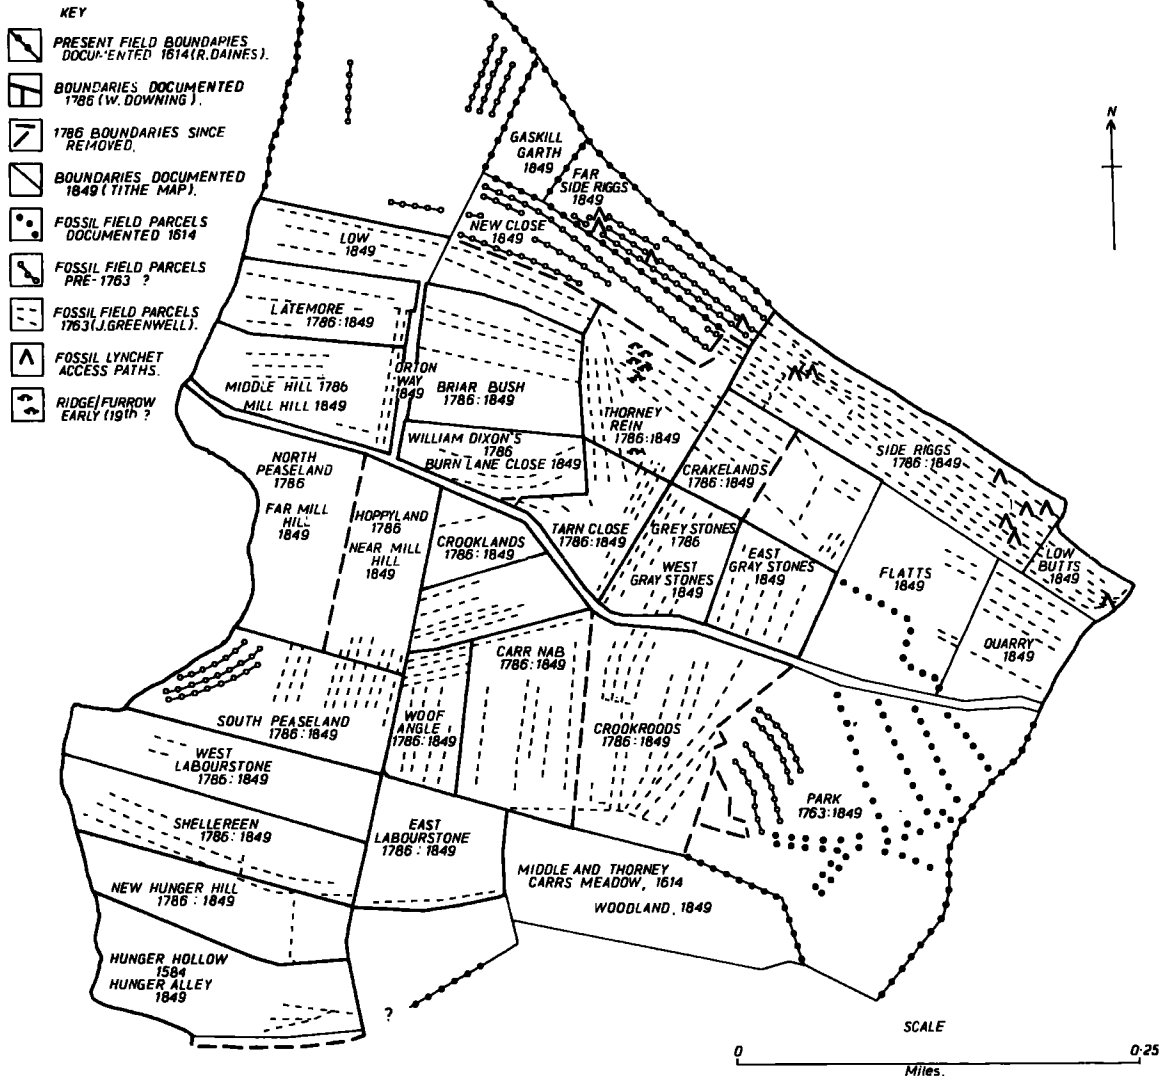 KEY
PRESENT FIELD BOUNDARIES
DOCUMENTED 1614 (R.DAINES).
BOUNDARIES DOCUMENTED
1786 (W. DOWNING).
1786 BOUNDARIES SINCE
REMOVED.
BOUNDARIES DOCUMENTED
1849 (TITHE MAP).
FOSSIL FIELD PARCELS
DOCUMENTED 1614
FOSSIL FIELD PARCELS
PRE-1763 ?
FOSSIL FIELD PARCELS
1763 (J.GREENWELL).
FOSSIL LYNCHET
ACCESS PATHS.
RIDGE/FURROW
EARLY (19th ?
N
GASKILL
GARTH
1849
FAR
SIDE RIGGS
1849
NEW CLOSE
1849
LOW
1849
LATEMORE
1786:1849
MIDDLE HILL 1786
MILL HILL 1849
ORTON
WAY
1849
BRIAR BUSH
1786:1849
THORNEY
REIN
1786:1849
WILLIAM DIXON'S
1786
BURN LANE CLOSE 1849
CRAKELANDS
1786:1849
SIDE RIGGS
1786:1849
NORTH
PEASELAND
1786
FAR MILL
HILL
1849
HOPPYLAND
1786
NEAR MILL
HILL
1849
CROOKLANDS
1786:1849
TARN CLOSE
1786:1849
GREY STONES
1786
WEST
GRAY STONES
1849
EAST
GRAY STONES
1849
FLATTS
1849
LOW
BUTTS
1849
QUARRY
1849
CARR NAB
1786:1849
SOUTH PEASELAND
1786:1849
WOOF
ANGLE
1786:1849
CROOKROODS
1786:1849
WEST
LABOURSTONE
1786:1849
PARK
1763:1849
SHELLEREEN
1786:1849
EAST
LABOURSTONE
1786:1849
NEW HUNGER HILL
1786:1849
MIDDLE AND THORNEY
CARRS MEADOW, 1614
WOODLAND, 1849
HUNGER HOLLOW
1584
HUNGER ALLEY
1849
?
SCALE
0 0·25
Miles.